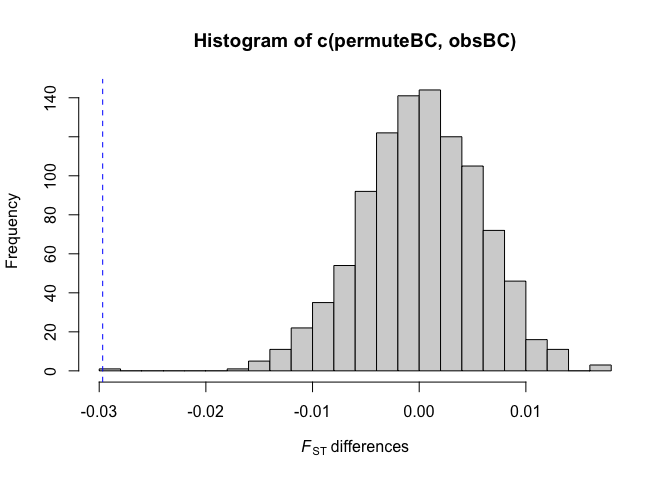 Histogram of c(permuteBC, obsBC)
Frequency
140
100
80
60
40
20
0
-0.03 -0.02 -0.01 0.00 0.01
FST differences